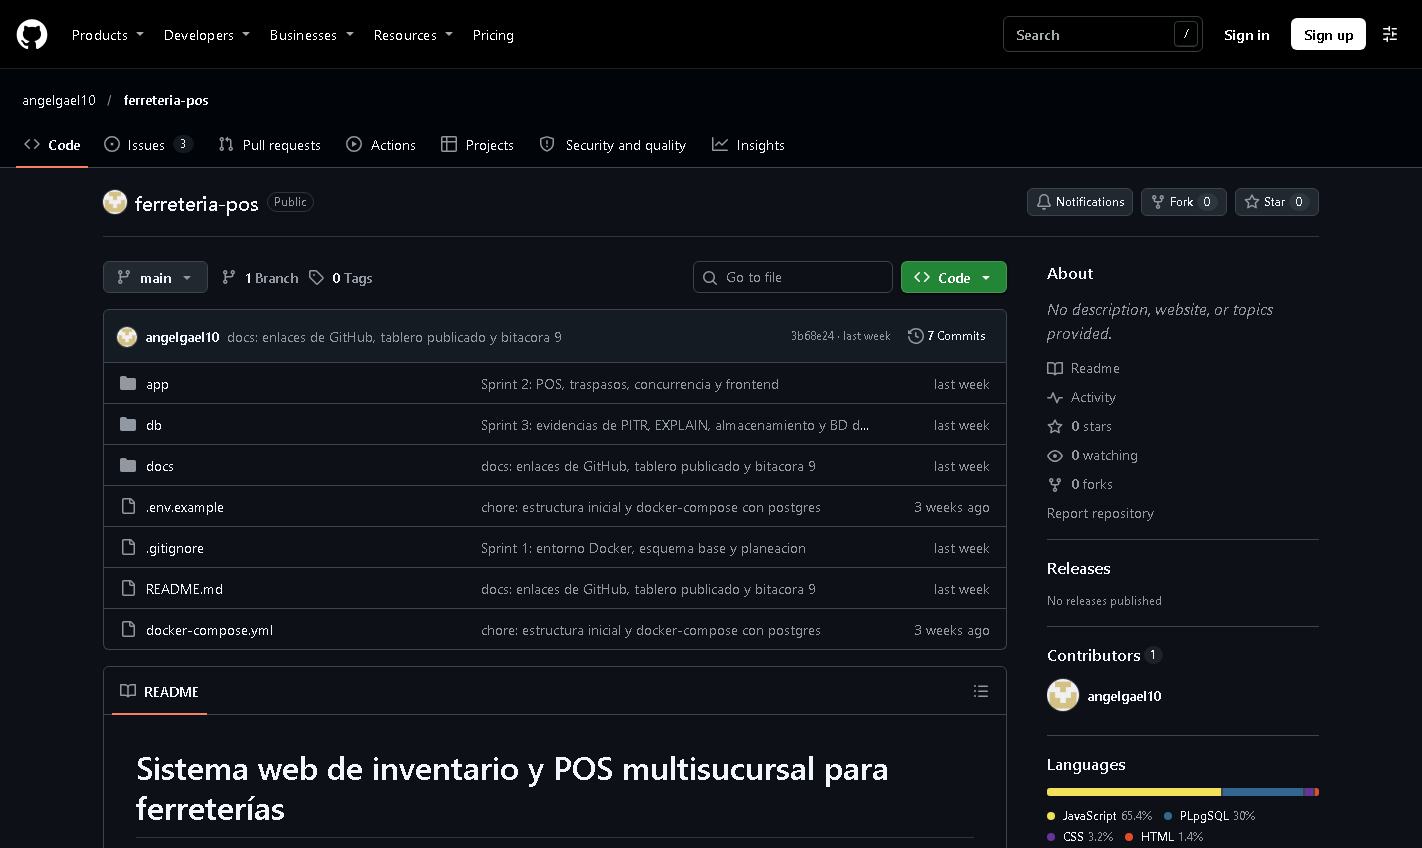 Products Developers Businesses Resources Pricing Search / Sign in Sign up
angelgael10 / ferreteria-pos
Code Issues 3 Pull requests Actions Projects Security and quality Insights
ferreteria-pos Public Notifications Fork 0 Star 0
main 1 Branch 0 Tags Go to file Code
angelgael10 docs: enlaces de GitHub, tablero publicado y bitacora 9 3b68e24 · last week 7 Commits
app Sprint 2: POS, traspasos, concurrencia y frontend last week
db Sprint 3: evidencias de PITR, EXPLAIN, almacenamiento y BD d... last week
docs docs: enlaces de GitHub, tablero publicado y bitacora 9 last week
.env.example chore: estructura inicial y docker-compose con postgres 3 weeks ago
.gitignore Sprint 1: entorno Docker, esquema base y planeacion last week
README.md docs: enlaces de GitHub, tablero publicado y bitacora 9 last week
docker-compose.yml chore: estructura inicial y docker-compose con postgres 3 weeks ago
README
Sistema web de inventario y POS multisucursal para
ferreterías
About
No description, website, or topics
provided.
Readme
Activity
0 stars
0 watching
0 forks
Report repository
Releases
No releases published
Contributors 1
angelgael10
Languages
JavaScript 65.4% PLpgSQL 30%
CSS 3.2% HTML 1.4%